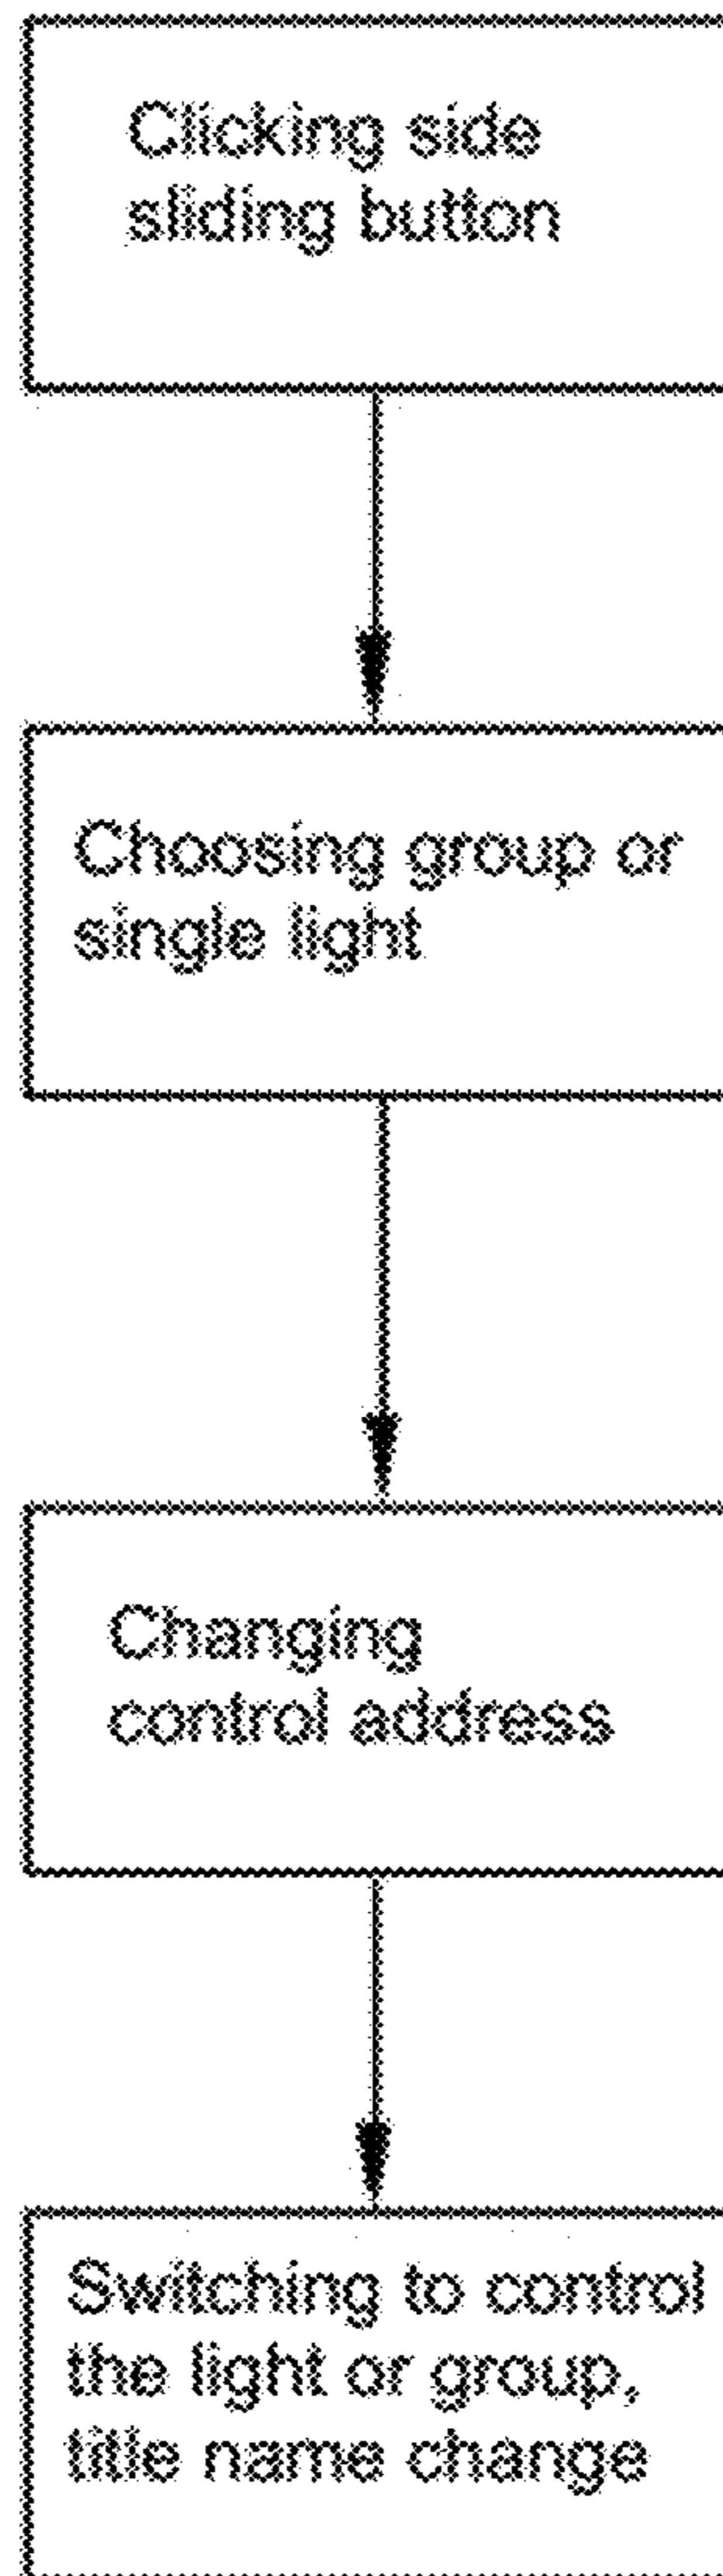 Clicking side
sliding button
Choosing group or
single light
Changing
control address
Switching to control
the light or group,
title name change